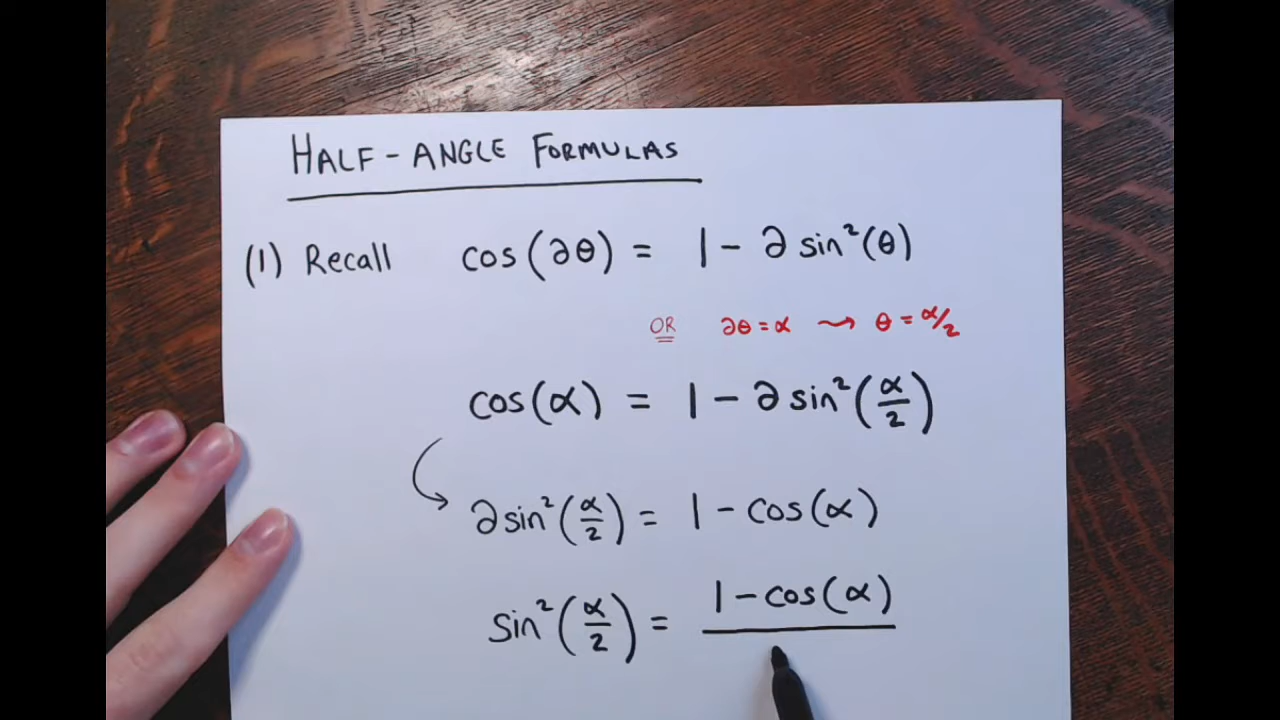 HALF-ANGLE FORMULAS
(1) Recall cos(2θ) = 1 - 2 sin²(θ)
OR 2θ = α ⇝ θ = α/2
cos(α) = 1 - 2 sin²(α/2)
2 sin²(α/2) = 1 - cos(α)
sin²(α/2) = 1 - cos(α)